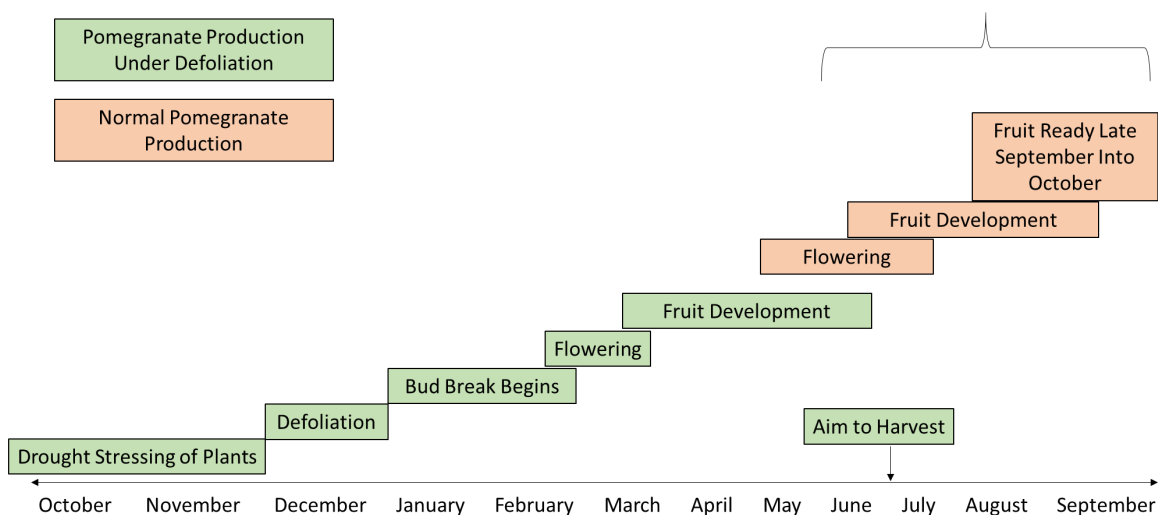 Pomegranate Production
Under Defoliation
Normal Pomegranate
Production
Fruit Ready Late
September Into
October
Fruit Development
Flowering
Fruit Development
Flowering
Bud Break Begins
Defoliation
Aim to Harvest
Drought Stressing of Plants
October November December January February March April May June July August September